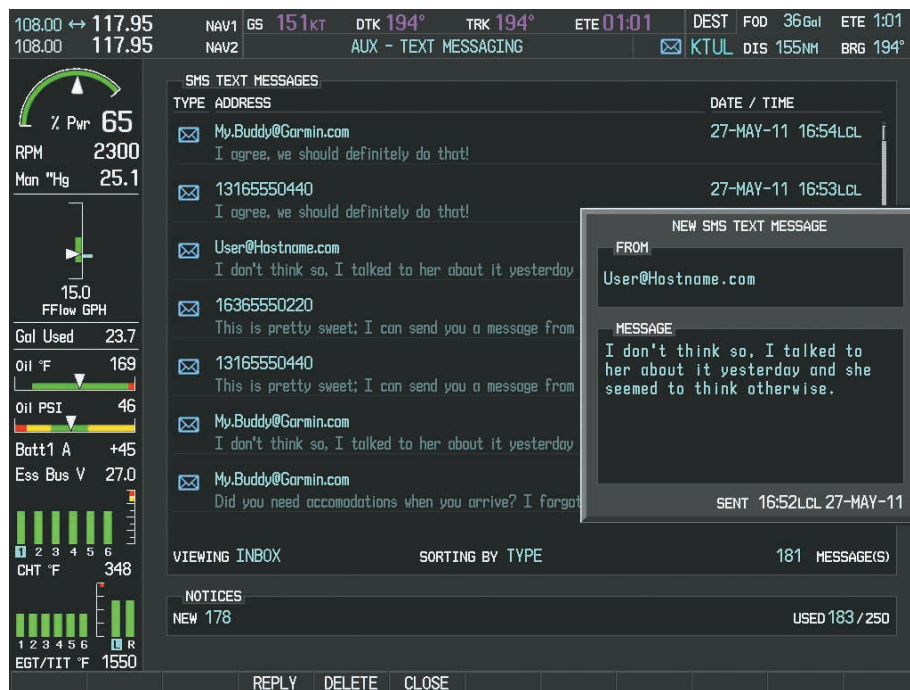 108.00 ↔ 117.95 NAV1 GS 151KT DTK 194° TRK 194° ETE 01:01 DEST FOD 36Gal ETE 1:01
108.00 117.95 NAV2 AUX - TEXT MESSAGING KTUL DIS 155NM BRG 194°
% Pwr 65
RPM 2300
Man "Hg 25.1
15.0
FFlow GPH
Gal Used 23.7
Oil °F 169
Oil PSI 46
Batt1 A +45
Ess Bus V 27.0
1 2 3 4 5 6
CHT °F 348
1 2 3 4 5 6 L R
EGT/TIT °F 1550
SMS TEXT MESSAGES
TYPE ADDRESS DATE / TIME
My.Buddy@Garmin.com 27-MAY-11 16:54LCL
I agree, we should definitely do that!
13165550440 27-MAY-11 16:53LCL
I agree, we should definitely do that!
User@Hostname.com
I don't think so, I talked to her about it yesterday
16365550220
This is pretty sweet; I can send you a message from
13165550440
This is pretty sweet; I can send you a message from
My.Buddy@Garmin.com
I don't think so, I talked to her about it yesterday
My.Buddy@Garmin.com
Did you need accomodations when you arrive? I forgot
NEW SMS TEXT MESSAGE
FROM
User@Hostname.com
MESSAGE
I don't think so, I talked to
her about it yesterday and she
seemed to think otherwise.
SENT 16:52LCL 27-MAY-11
VIEWING INBOX SORTING BY TYPE 181 MESSAGE(S)
NOTICES
NEW 178 USED 183 / 250
REPLY DELETE CLOSE